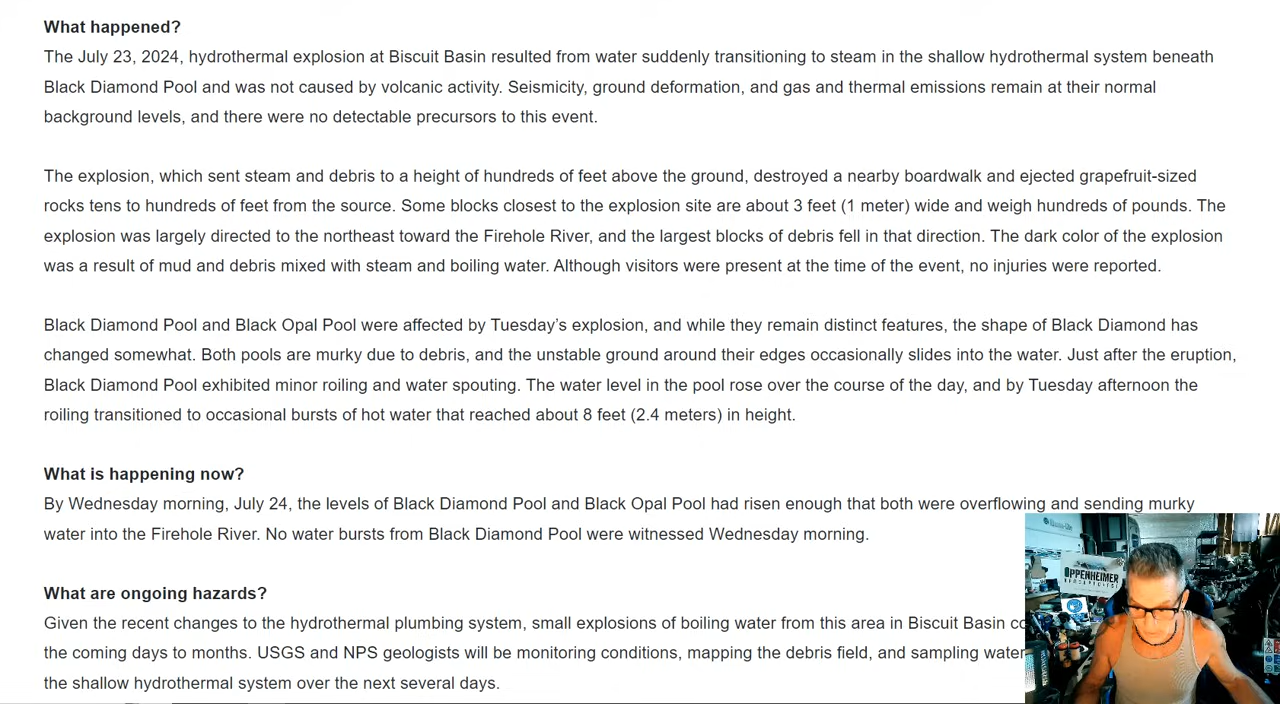 What happened?
The July 23, 2024, hydrothermal explosion at Biscuit Basin resulted from water suddenly transitioning to steam in the shallow hydrothermal system beneath
Black Diamond Pool and was not caused by volcanic activity. Seismicity, ground deformation, and gas and thermal emissions remain at their normal
background levels, and there were no detectable precursors to this event.
The explosion, which sent steam and debris to a height of hundreds of feet above the ground, destroyed a nearby boardwalk and ejected grapefruit-sized
rocks tens to hundreds of feet from the source. Some blocks closest to the explosion site are about 3 feet (1 meter) wide and weigh hundreds of pounds. The
explosion was largely directed to the northeast toward the Firehole River, and the largest blocks of debris fell in that direction. The dark color of the explosion
was a result of mud and debris mixed with steam and boiling water. Although visitors were present at the time of the event, no injuries were reported.
Black Diamond Pool and Black Opal Pool were affected by Tuesday’s explosion, and while they remain distinct features, the shape of Black Diamond has
changed somewhat. Both pools are murky due to debris, and the unstable ground around their edges occasionally slides into the water. Just after the eruption,
Black Diamond Pool exhibited minor roiling and water spouting. The water level in the pool rose over the course of the day, and by Tuesday afternoon the
roiling transitioned to occasional bursts of hot water that reached about 8 feet (2.4 meters) in height.
What is happening now?
By Wednesday morning, July 24, the levels of Black Diamond Pool and Black Opal Pool had risen enough that both were overflowing and sending murky
water into the Firehole River. No water bursts from Black Diamond Pool were witnessed Wednesday morning.
What are ongoing hazards?
Given the recent changes to the hydrothermal plumbing system, small explosions of boiling water from this area in Biscuit Basin co
the coming days to months. USGS and NPS geologists will be monitoring conditions, mapping the debris field, and sampling water
the shallow hydrothermal system over the next several days.
OPPENHEIMER